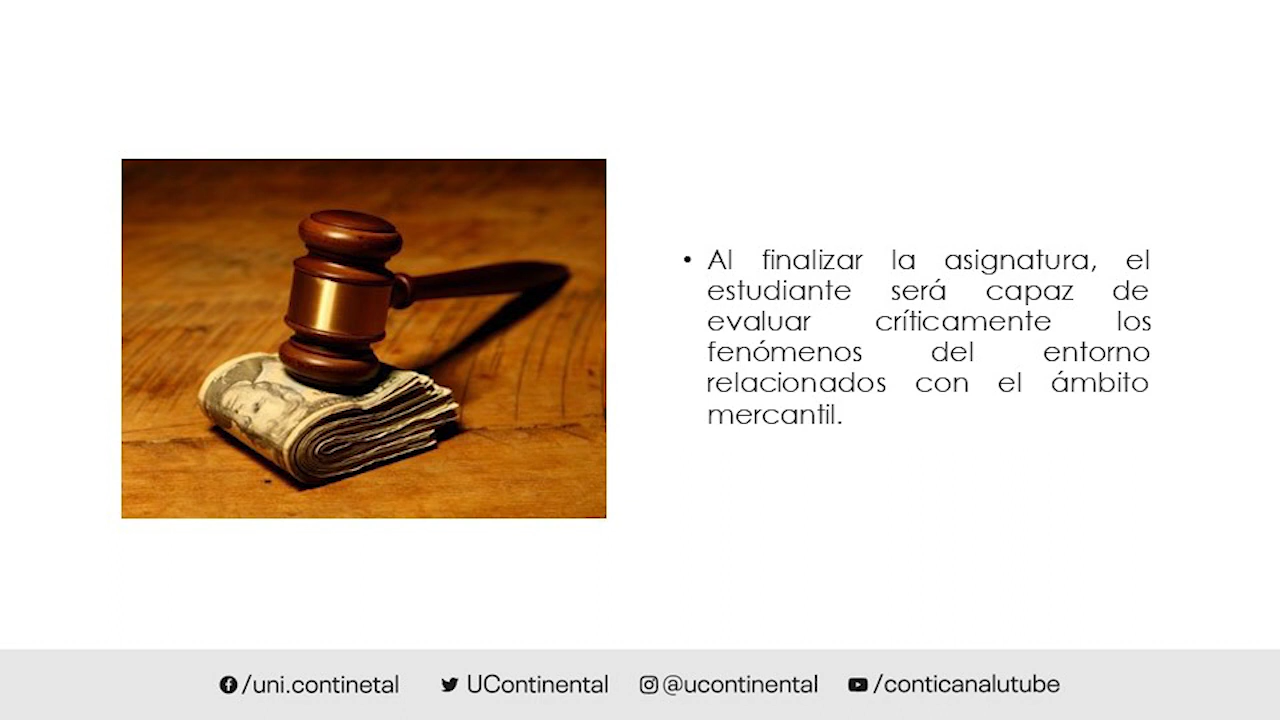 • Al finalizar la asignatura, el
estudiante será capaz de
evaluar críticamente los
fenómenos del entorno
relacionados con el ámbito
mercantil.
/uni.continetal UContinental @ucontinental /conticanalutube